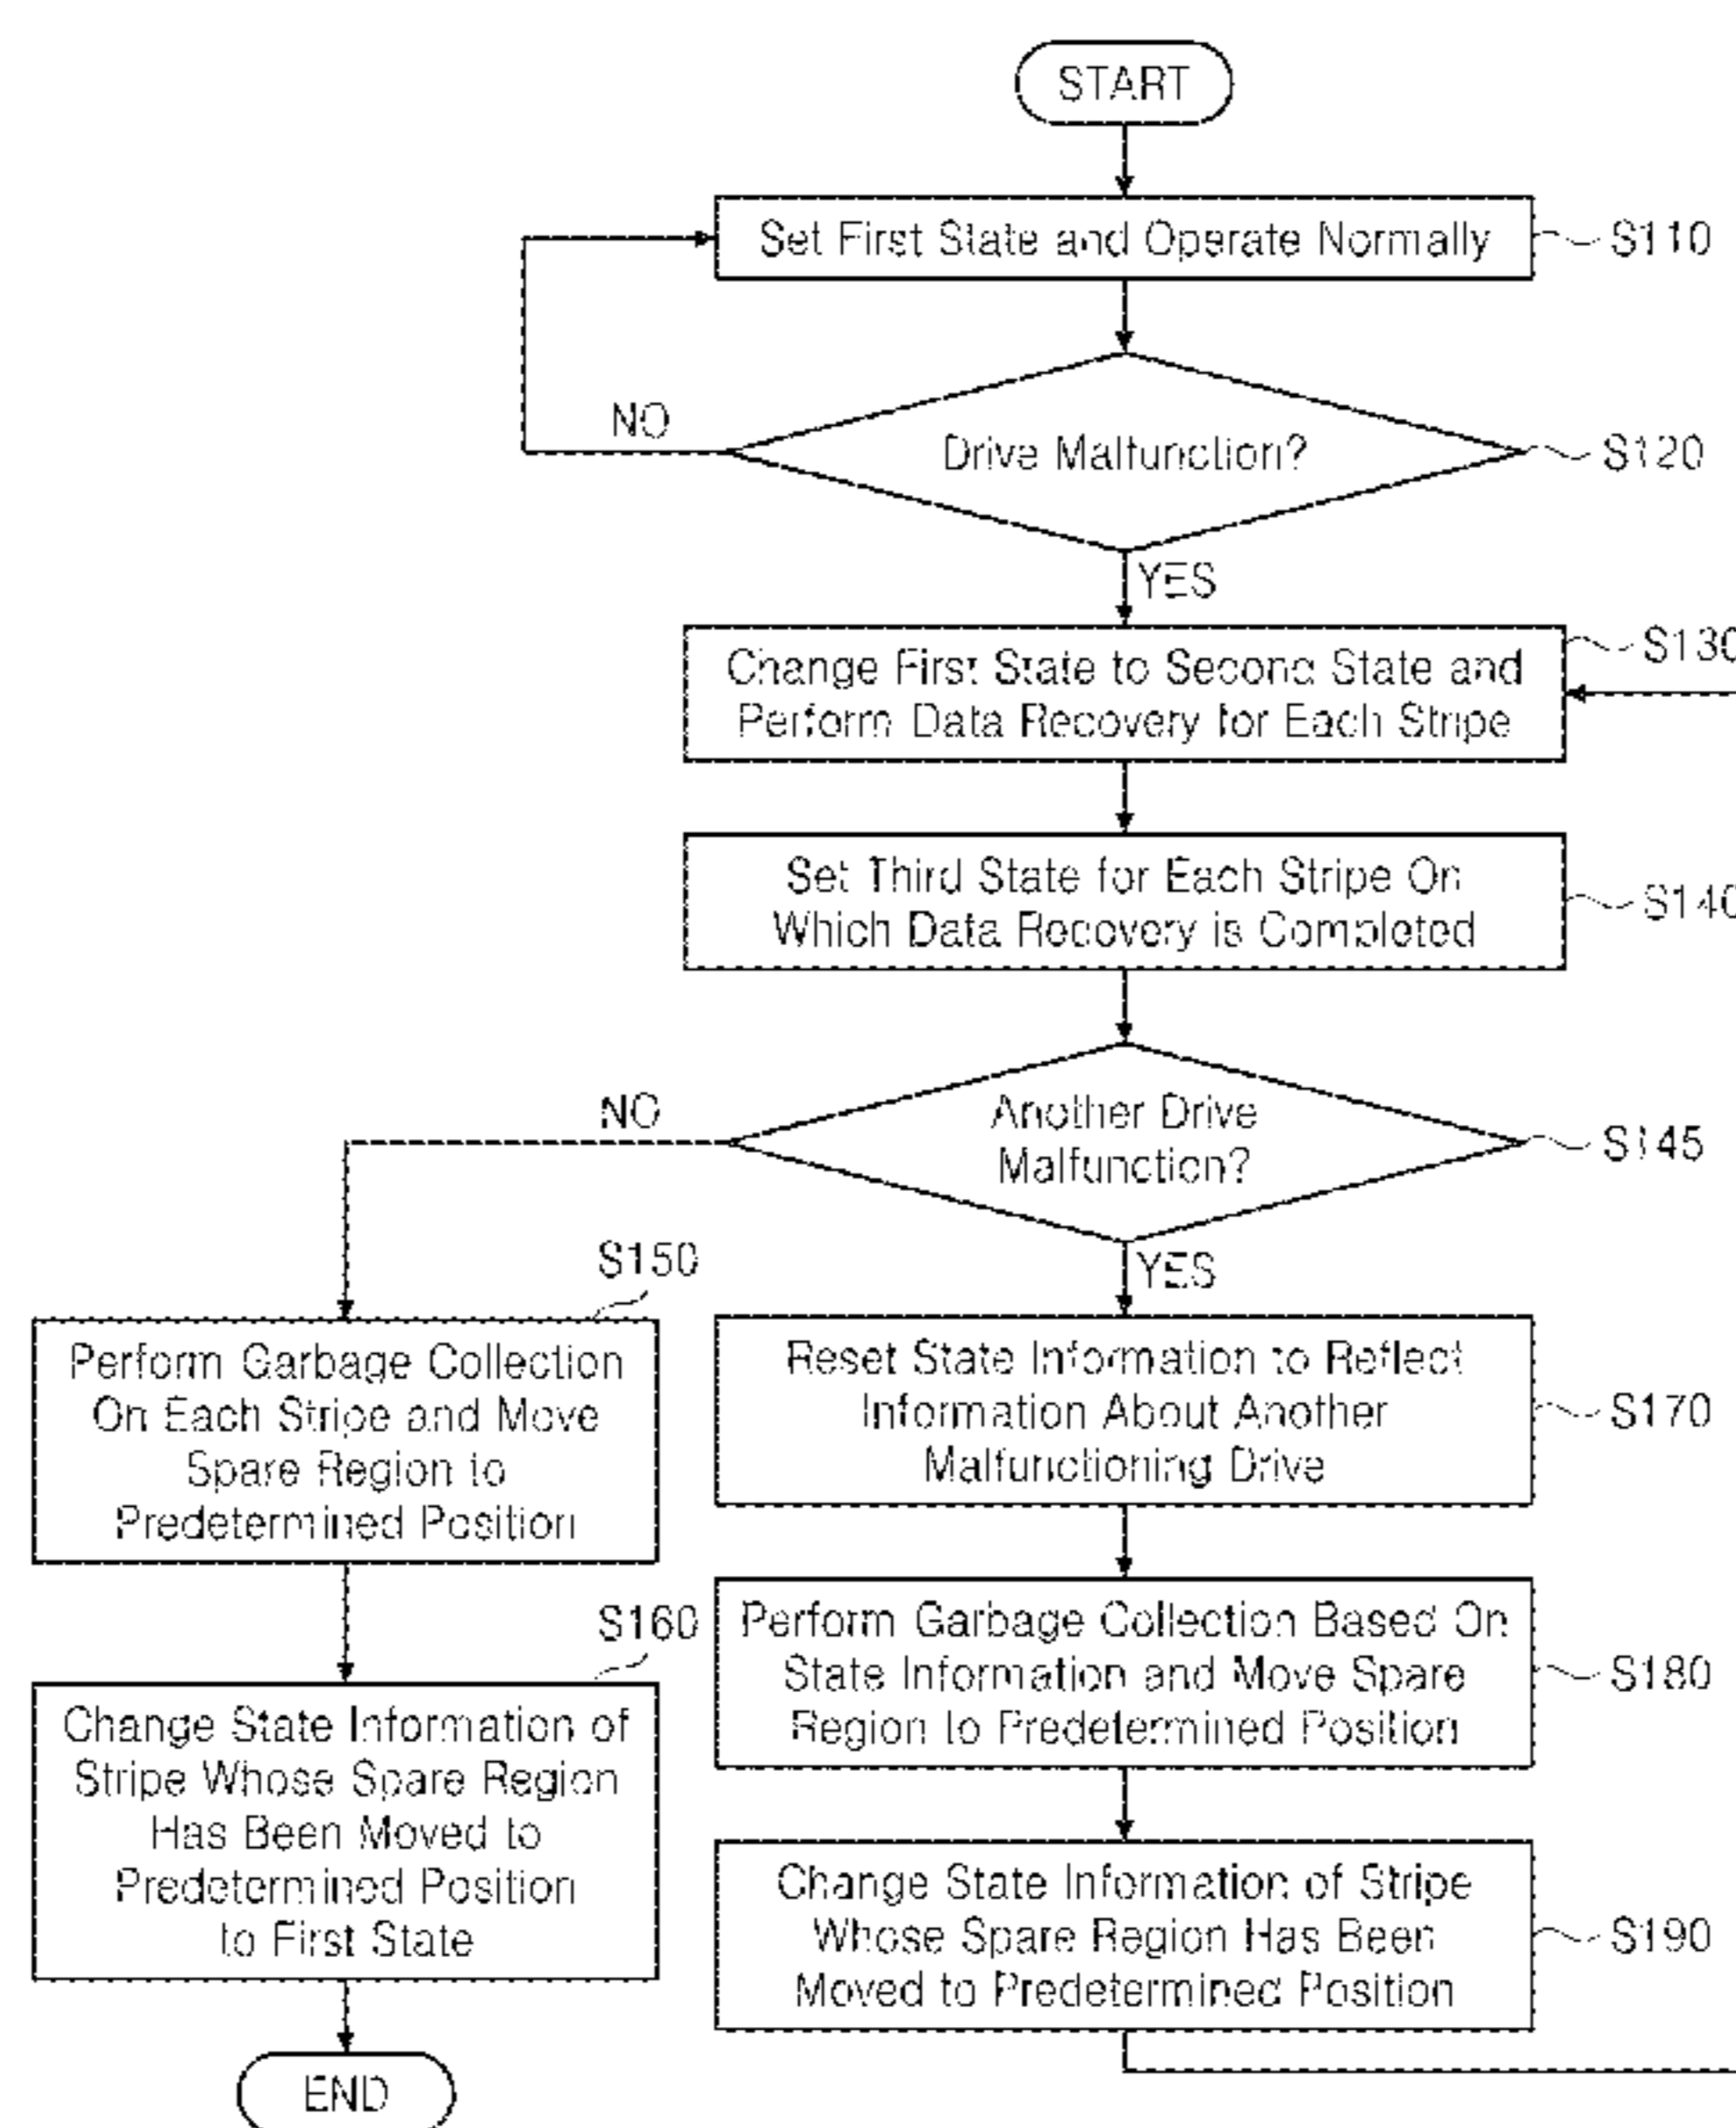 START
Set First State and Operate Normally
S110
NO
Drive Malfunction?
S120
YES
S130
Change First State to Second State and
Perform Data Recovery for Each Stripe
Set Third State for Each Stripe On
Which Data Recovery is Completed
S140
NO
Another Drive
Malfunction?
S145
YES
S150
Perform Garbage Collection
On Each Stripe and Move
Spare Region to
Predetermined Position
Reset State Information to Reflect
Information About Another
Malfunctioning Drive
S170
S160
Change State Information of
Stripe Whose Spare Region
Has Been Moved to
Predetermined Position
to First State
Perform Garbage Collection Based On
State Information and Move Spare
Region to Predetermined Position
S180
Change State Information of Stripe
Whose Spare Region Has Been
Moved to Predetermined Position
S190
END